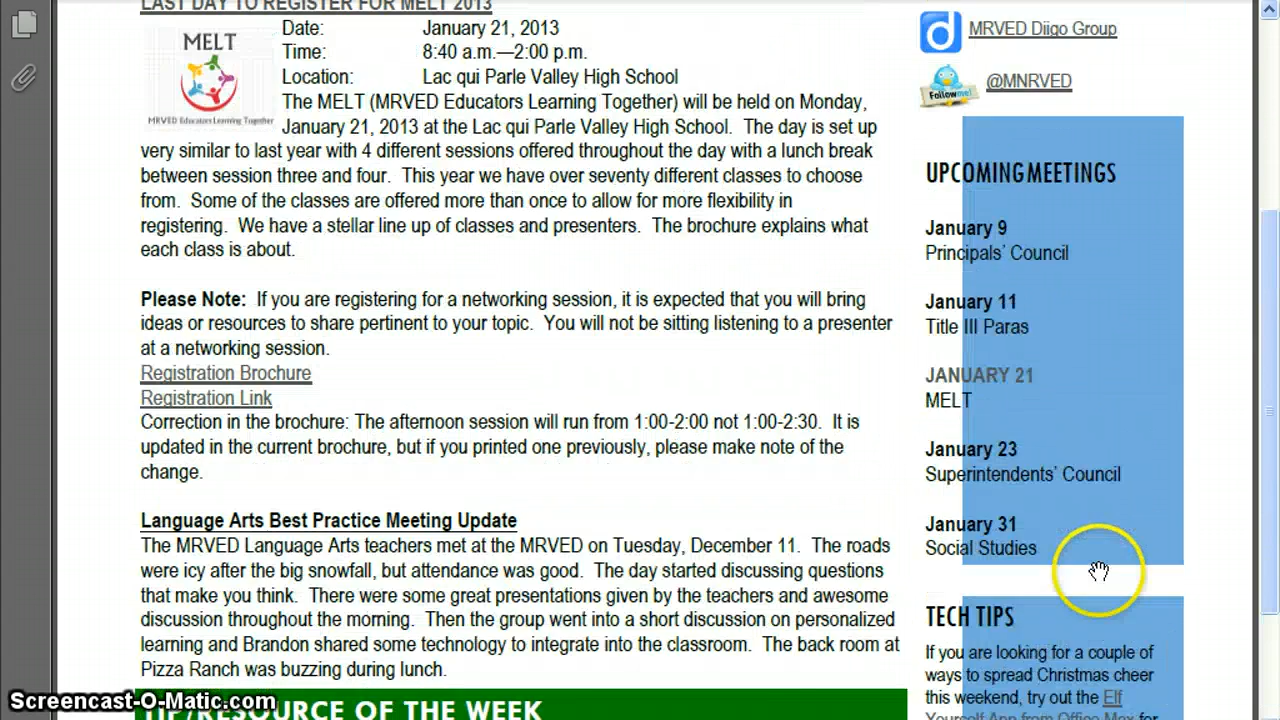 LAST DAY TO REGISTER FOR MELT 2013
MELT
MRVED Educators Learning Together
Date: January 21, 2013
Time: 8:40 a.m.—2:00 p.m.
Location: Lac qui Parle Valley High School
The MELT (MRVED Educators Learning Together) will be held on Monday,
January 21, 2013 at the Lac qui Parle Valley High School. The day is set up
very similar to last year with 4 different sessions offered throughout the day with a lunch break
between session three and four. This year we have over seventy different classes to choose
from. Some of the classes are offered more than once to allow for more flexibility in
registering. We have a stellar line up of classes and presenters. The brochure explains what
each class is about.
Please Note: If you are registering for a networking session, it is expected that you will bring
ideas or resources to share pertinent to your topic. You will not be sitting listening to a presenter
at a networking session.
Registration Brochure
Registration Link
Correction in the brochure: The afternoon session will run from 1:00-2:00 not 1:00-2:30. It is
updated in the current brochure, but if you printed one previously, please make note of the
change.
Language Arts Best Practice Meeting Update
The MRVED Language Arts teachers met at the MRVED on Tuesday, December 11. The roads
were icy after the big snowfall, but attendance was good. The day started discussing questions
that make you think. There were some great presentations given by the teachers and awesome
discussion throughout the morning. Then the group went into a short discussion on personalized
learning and Brandon shared some technology to integrate into the classroom. The back room at
Pizza Ranch was buzzing during lunch.
TIP/RESOURCE OF THE WEEK
d MRVED Diigo Group
Follow me! @MNRVED
UPCOMING MEETINGS
January 9
Principals' Council
January 11
Title III Paras
JANUARY 21
MELT
January 23
Superintendents' Council
January 31
Social Studies
TECH TIPS
If you are looking for a couple of
ways to spread Christmas cheer
this weekend, try out the Elf
Yourself App from Office Max for
Screencast-O-Matic.com